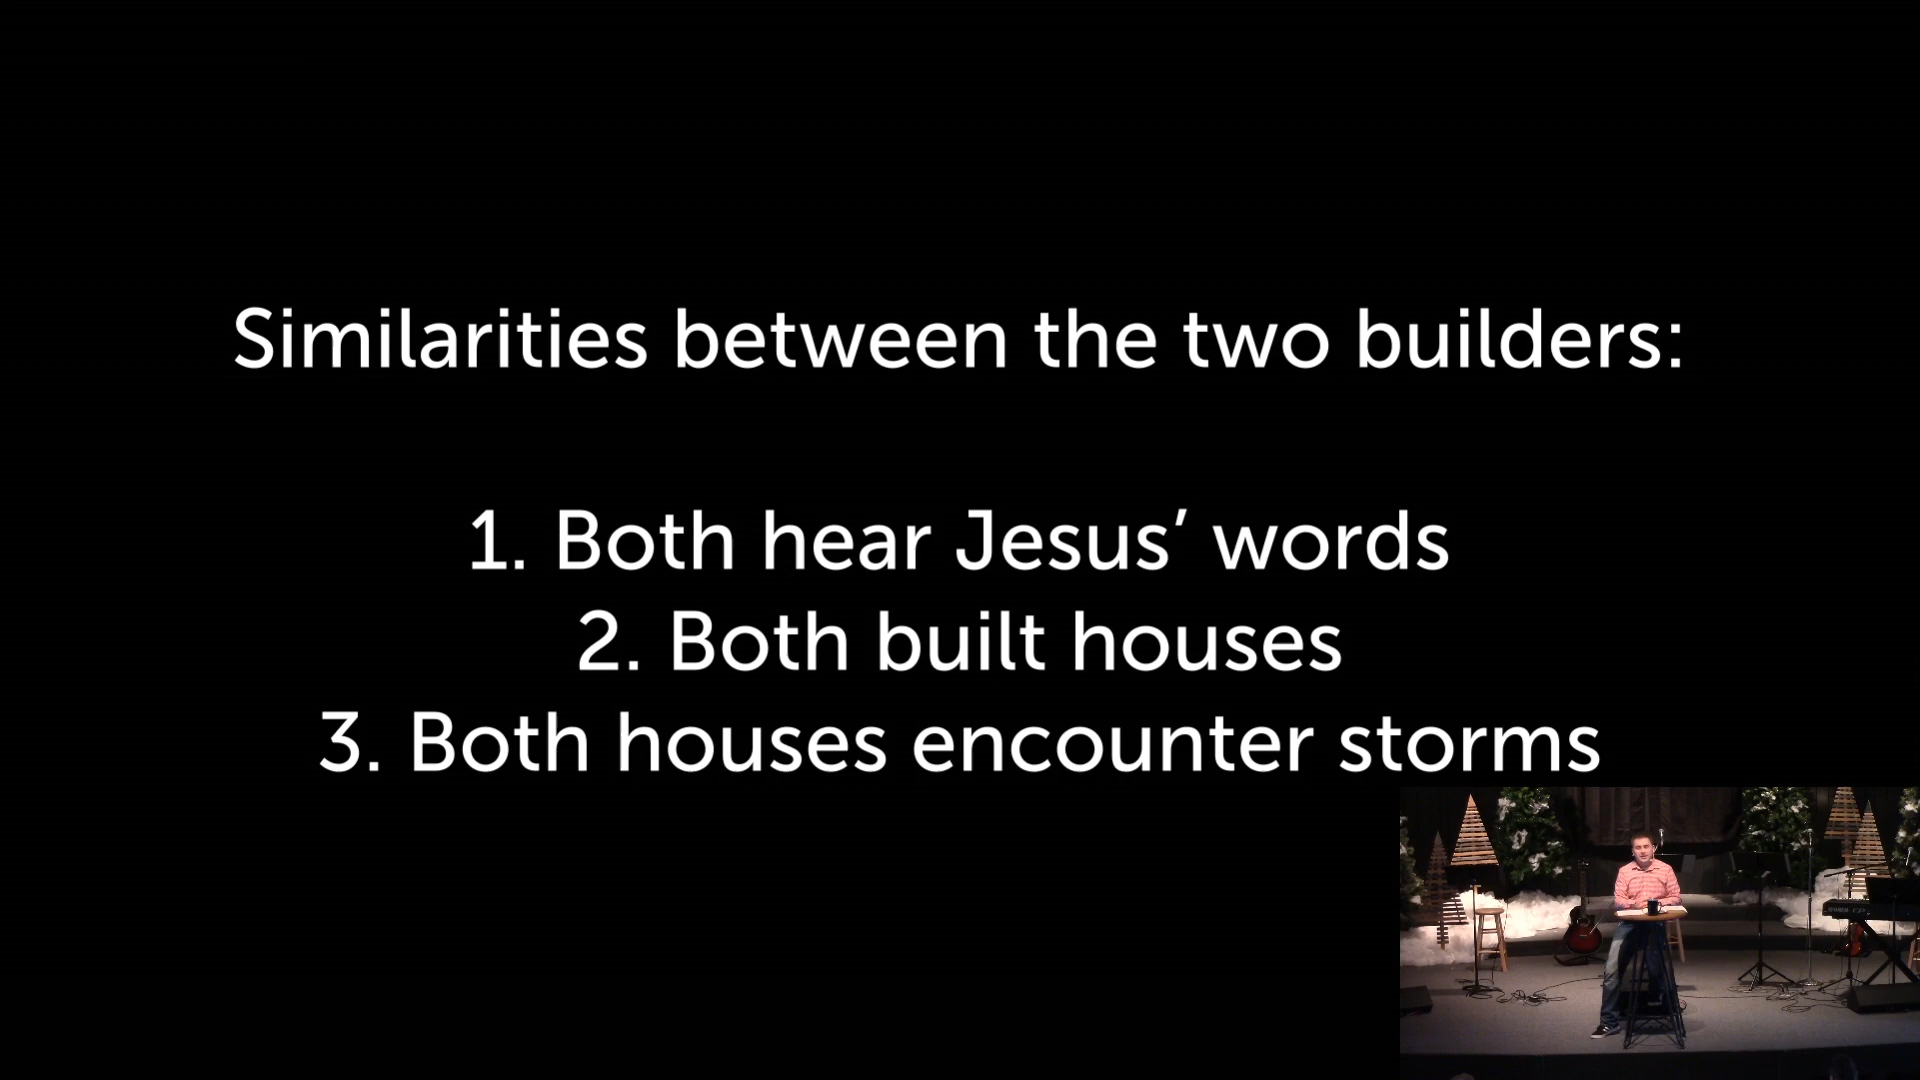 Similarities between the two builders:
1. Both hear Jesus’ words
2. Both built houses
3. Both houses encounter storms